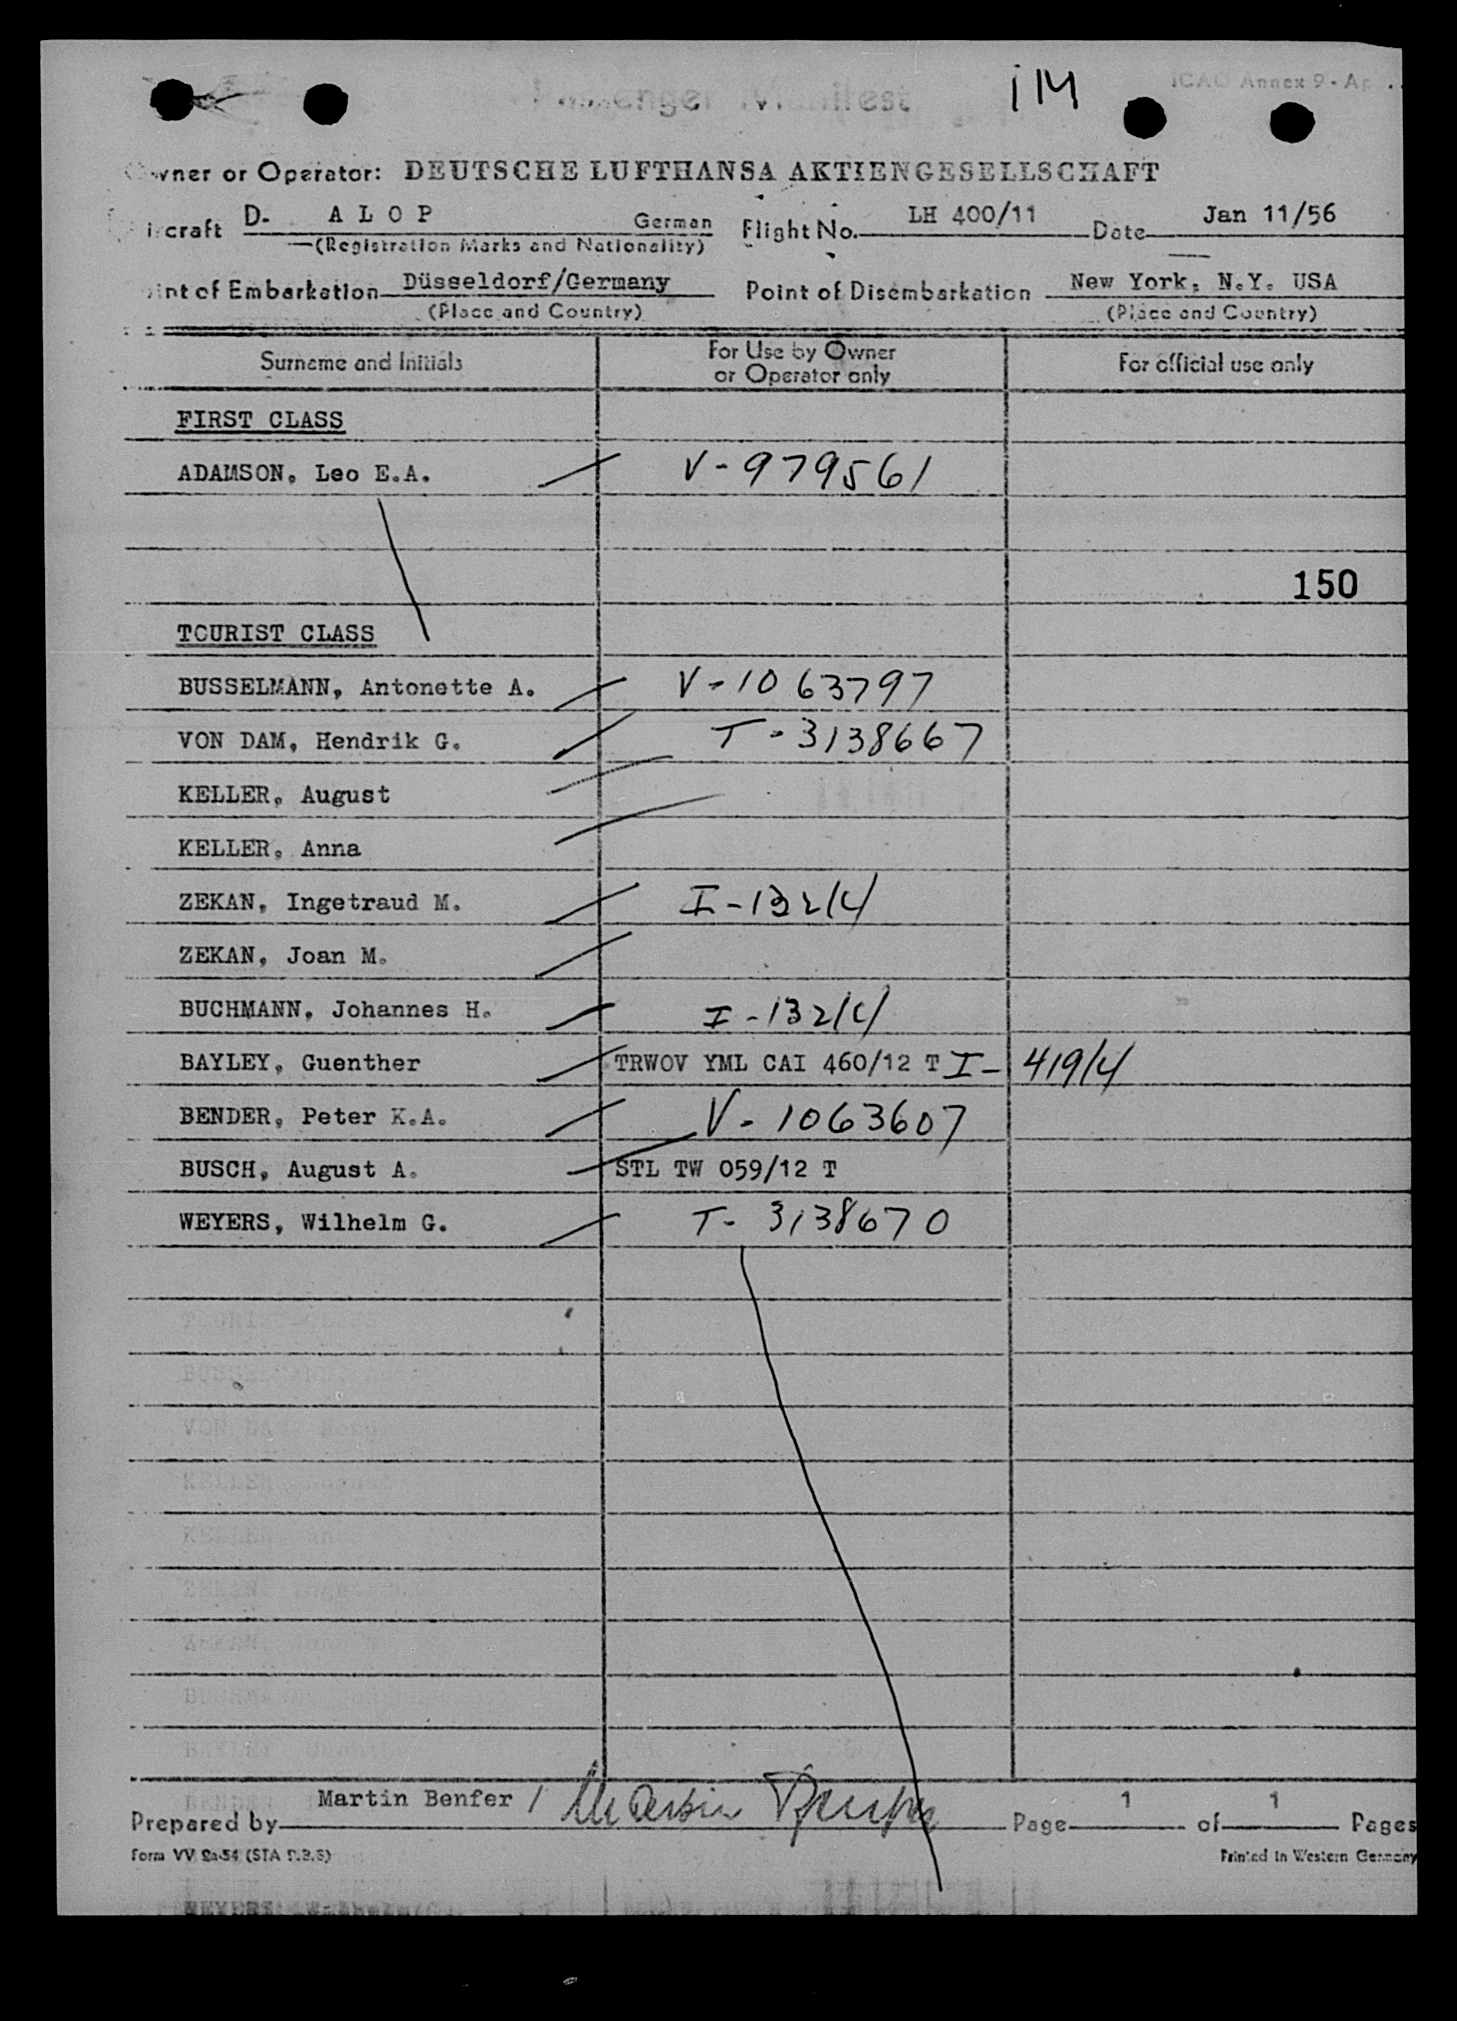 Passenger Manifest
ICAO Annex 9 - Ap
Owner or Operator: DEUTSCHE LUFTHANSA AKTIENGESELLSCHAFT
ircraft D- A L O P German Flight No. LH 400/11 Date Jan 11/56
(Registration Marks and Nationality)
int of Embarkation Düsseldorf/Germany Point of Disembarkation New York, N.Y. USA
(Place and Country) (Place and Country)
Surname and Initials For Use by Owner or Operator only For official use only
FIRST CLASS
ADAMSON, Leo E.A. V-979561
150
TOURIST CLASS
BUSSELMANN, Antonette A. V-1063797
VON DAM, Hendrik G. T-3138667
KELLER, August
KELLER, Anna
ZEKAN, Ingetraud M. I-132/4
ZEKAN, Joan M.
BUCHMANN, Johannes H. I-132/4
BAYLEY, Guenther TRWOV YML CAI 460/12 T I-419/4
BENDER, Peter K.A. V-1063607
BUSCH, August A. STL TW 059/12 T
WEYERS, Wilhelm G. T-3138670
Martin Benfer / Martin Benfer
Prepared by Page 1 of 1 Pages
Form VV 2a-54 (STA P.B.S) Printed in Western Germany